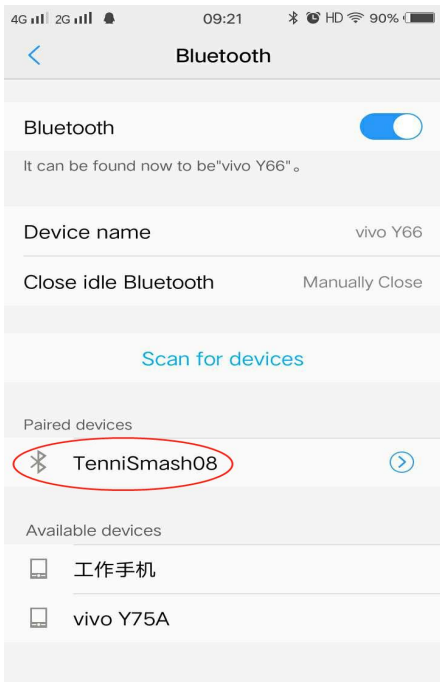 4G 2G 09:21 HD 90%
Bluetooth
Bluetooth
It can be found now to be"vivo Y66"。
Device name vivo Y66
Close idle Bluetooth Manually Close
Scan for devices
Paired devices
TenniSmash08
Available devices
工作手机
vivo Y75A